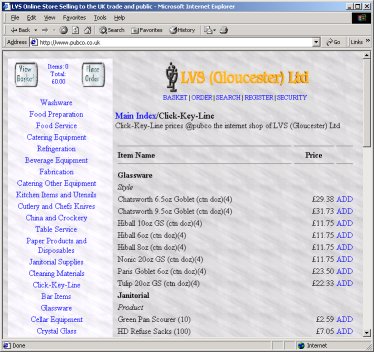 LVS Online Store Selling to the UK trade and public - Microsoft Internet Explorer
File Edit View Favorites Tools Help
Back Search Favorites History
Address http://www.pubco.co.uk Go Links »
View Basket
Items: 0
Total:
£0.00
Place Order
LVS (Gloucester) Ltd
BASKET | ORDER | SEARCH | REGISTER | SECURITY
Washware
Food Preparation
Food Service
Catering Equipment
Refrigeration
Beverage Equipment
Fabrication
Catering Other Equipment
Kitchen Items and Utensils
Cutlery and Chefs Knives
China and Crockery
Table Service
Paper Products and
Disposables
Janitorial Supplies
Cleaning Materials
Click-Key-Line
Bar Items
Glassware
Cellar Equipment
Crystal Glass
Main Index/Click-Key-Line
Click-Key-Line prices @pubco the internet shop of LVS (Gloucester) Ltd
Item Name Price
Glassware
Style
Chatsworth 6.5oz Goblet (ctn doz)(4) £29.38 ADD
Chatsworth 9.5oz Goblet (ctn doz)(4) £31.73 ADD
Hiball 10oz GS (ctn doz)(4) £11.75 ADD
Hiball 6oz (ctn doz)(4) £11.75 ADD
Hiball 8oz (ctn doz)(4) £11.75 ADD
Nonic 20oz GS (ctn doz)(4) £11.75 ADD
Paris Goblet 6oz (ctn doz)(4) £23.50 ADD
Tulip 20oz GS (ctn doz)(4) £22.33 ADD
Janitorial
Product
Green Pan Scourer (10) £2.59 ADD
HD Refuse Sacks (100) £7.05 ADD
Done Internet